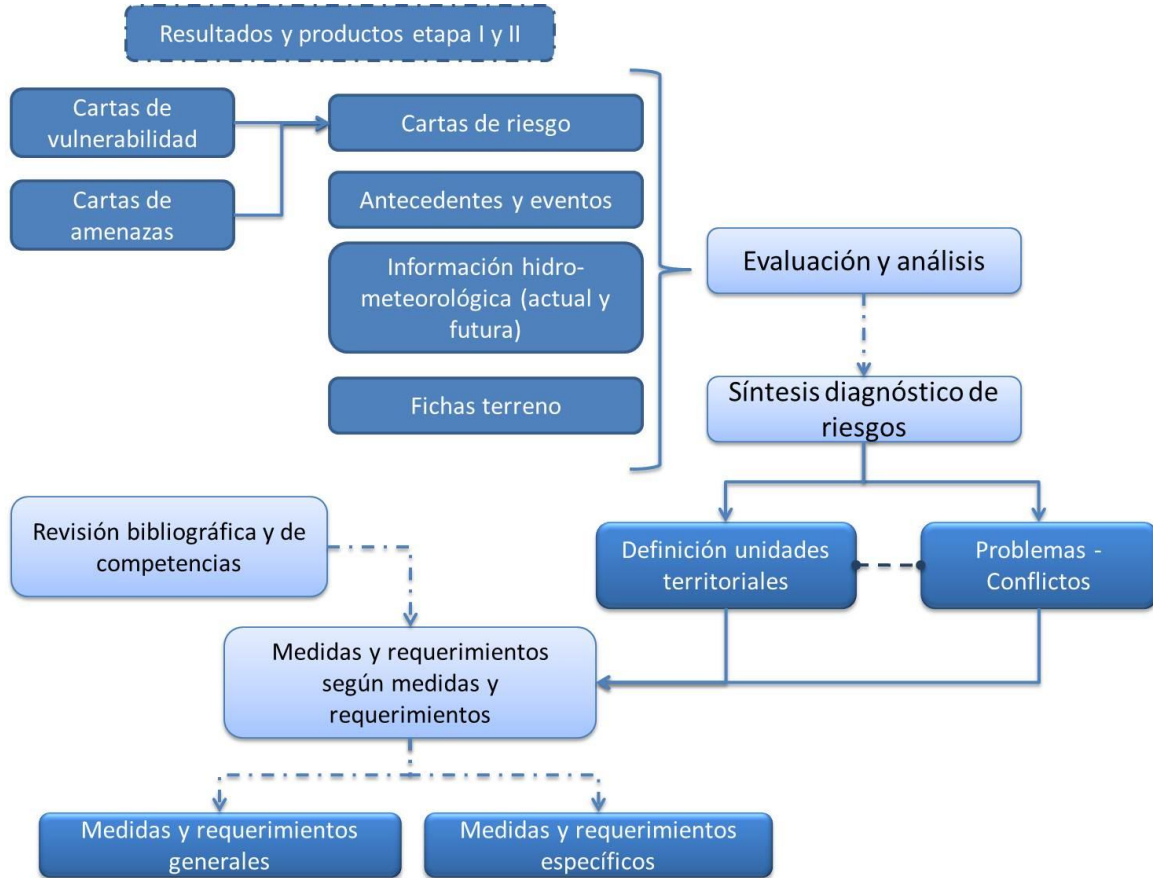 Resultados y productos etapa I y II
Cartas de
vulnerabilidad
Cartas de
amenazas
Cartas de riesgo
Antecedentes y eventos
Información hidro-
meteorológica (actual y
futura)
Fichas terreno
Evaluación y análisis
Síntesis diagnóstico de
riesgos
Definición unidades
territoriales
Problemas -
Conflictos
Revisión bibliográfica y de
competencias
Medidas y requerimientos
según medidas y
requerimientos
Medidas y requerimientos
generales
Medidas y requerimientos
específicos